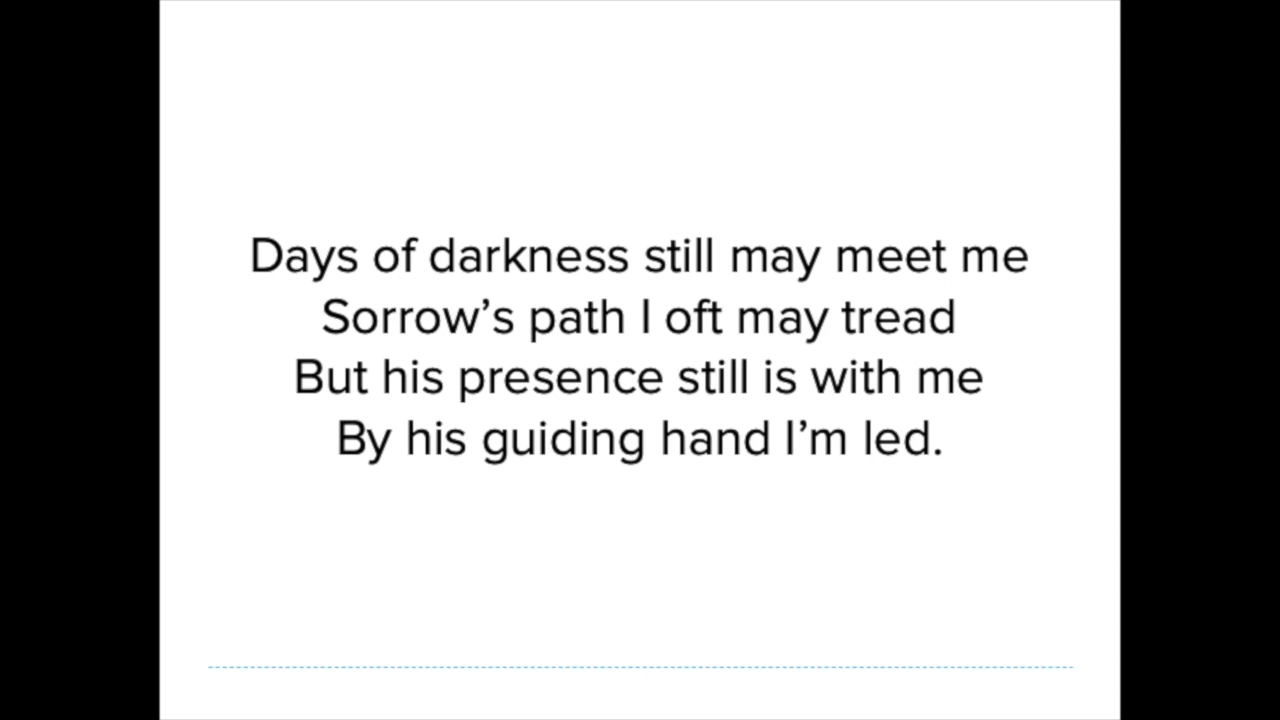 Days of darkness still may meet me
Sorrow’s path I oft may tread
But his presence still is with me
By his guiding hand I’m led.